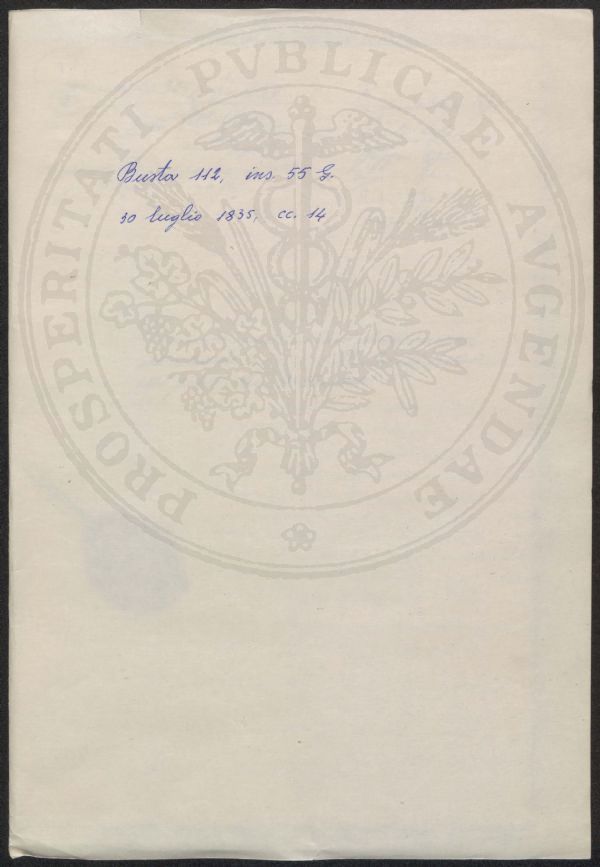 PROSPERITATI PVBLICAE AVGENDAE
Busta 112, ins. 55 G.
30 luglio 1835, cc. 14